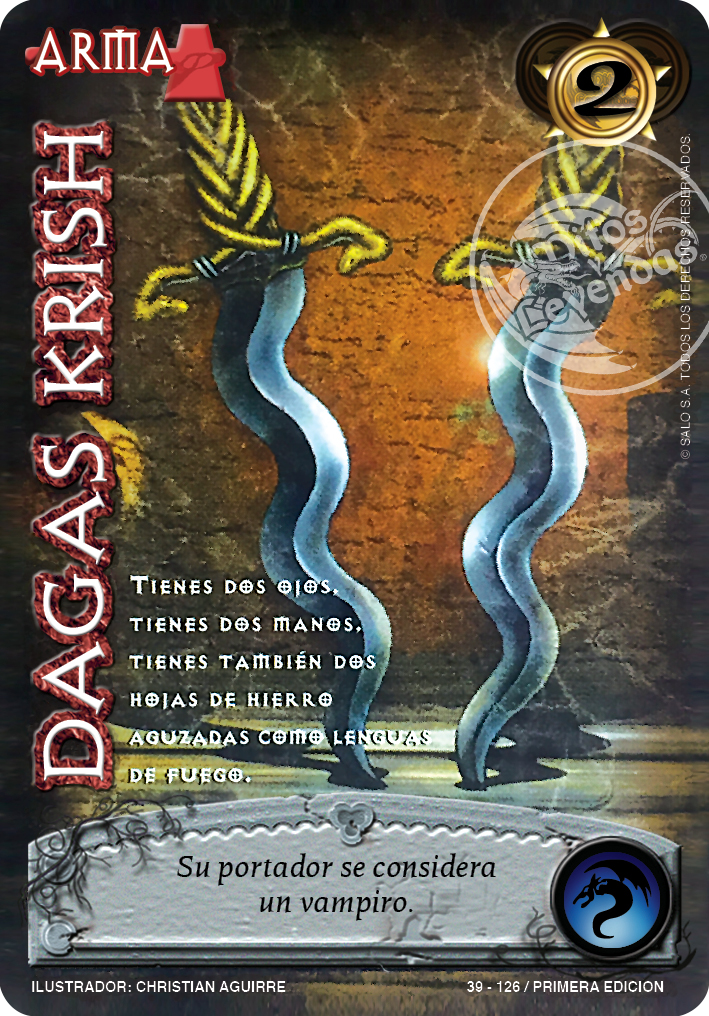 ARMA
2
DAGAS KRISH
Mitos
y
Leyendas
®
© SALO S.A. TODOS LOS DERECHOS RESERVADOS.
Tienes dos ojos,
tienes dos manos,
tienes también dos
hojas de hierro
aguzadas como lenguas
de fuego.
Su portador se considera
un vampiro.
ILUSTRADOR: CHRISTIAN AGUIRRE
39 - 126 / PRIMERA EDICION